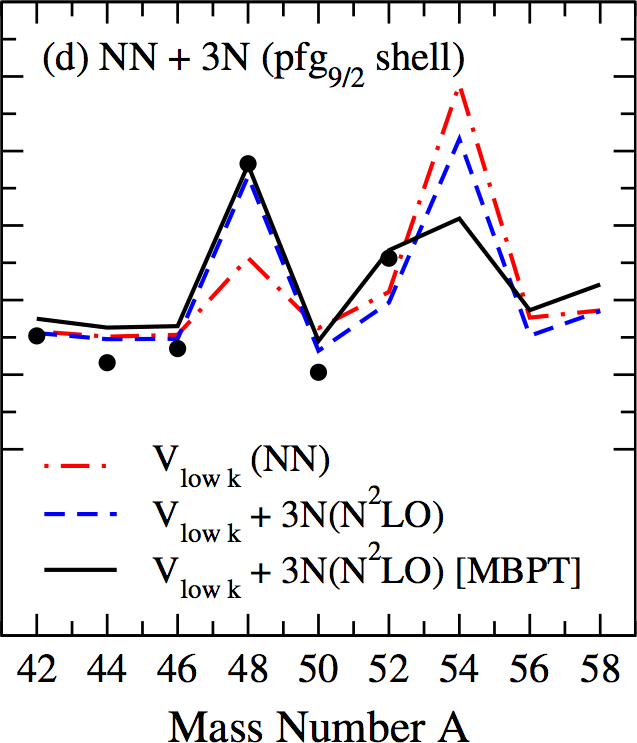 (d) NN + 3N (pfg9/2 shell)
Vlow k (NN)
Vlow k + 3N(N2LO)
Vlow k + 3N(N2LO) [MBPT]
42 44 46 48 50 52 54 56 58
Mass Number A